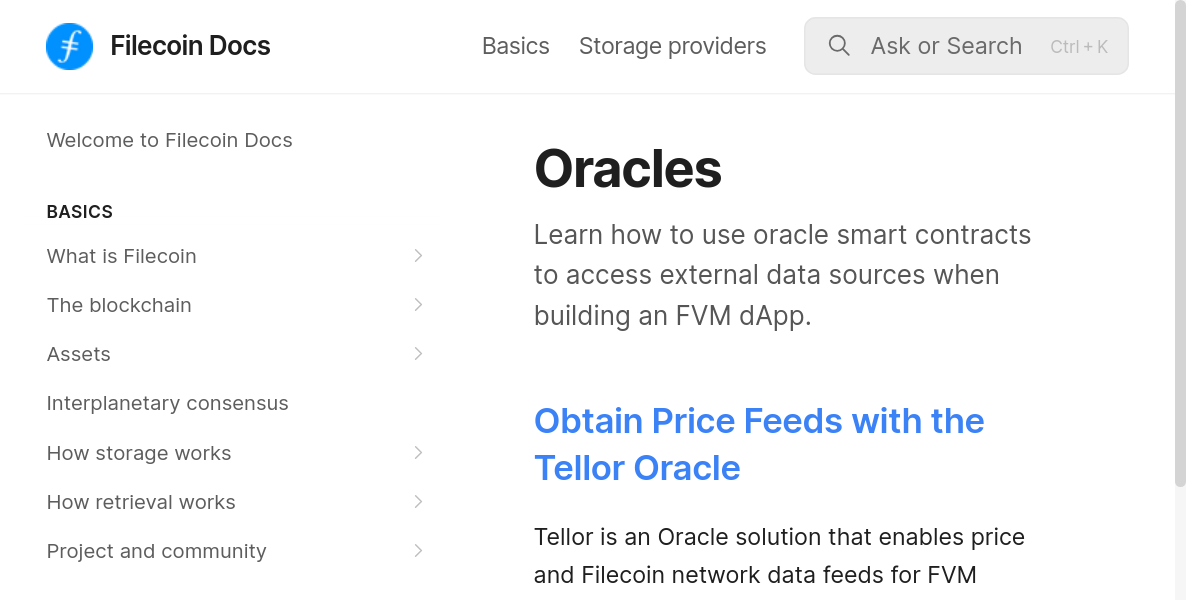 Filecoin Docs
Basics
Storage providers
Ask or Search
Ctrl + K
Welcome to Filecoin Docs
BASICS
What is Filecoin
The blockchain
Assets
Interplanetary consensus
How storage works
How retrieval works
Project and community
Oracles
Learn how to use oracle smart contracts
to access external data sources when
building an FVM dApp.
Obtain Price Feeds with the
Tellor Oracle
Tellor is an Oracle solution that enables price
and Filecoin network data feeds for FVM